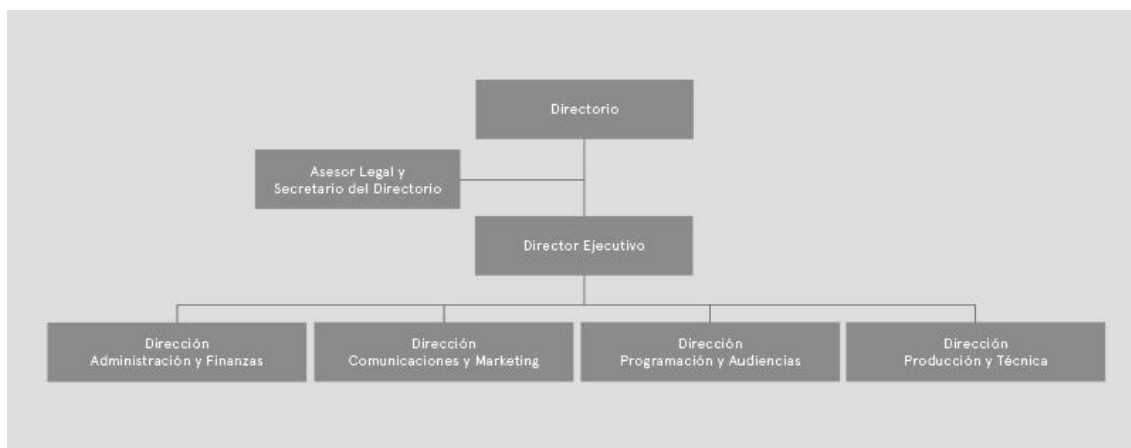 Directorio
Asesor Legal y
Secretario del Directorio
Director Ejecutivo
Dirección
Administración y Finanzas
Dirección
Comunicaciones y Marketing
Dirección
Programación y Audiencias
Dirección
Producción y Técnica